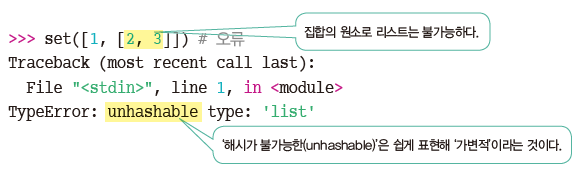 집합의 원소로 리스트는 불가능하다.
>>> set([1, [2, 3]]) # 오류
Traceback (most recent call last):
File "<stdin>", line 1, in <module>
TypeError: unhashable type: 'list'
'해시가 불가능한(unhashable)'은 쉽게 표현해 '가변적'이라는 것이다.